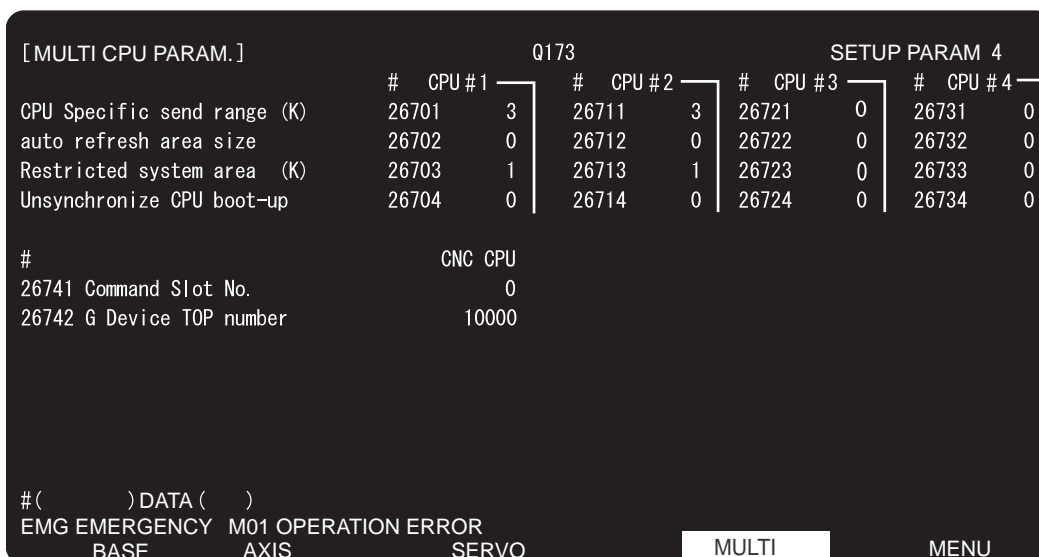 [MULTI CPU PARAM.] Q173 SETUP PARAM 4
# CPU#1 # CPU#2 # CPU#3 # CPU#4
CPU Specific send range (K) 26701 3 26711 3 26721 0 26731 0
auto refresh area size 26702 0 26712 0 26722 0 26732 0
Restricted system area (K) 26703 1 26713 1 26723 0 26733 0
Unsynchronize CPU boot-up 26704 0 26714 0 26724 0 26734 0
# CNC CPU
26741 Command Slot No. 0
26742 G Device TOP number 10000
#( ) DATA ( )
EMG EMERGENCY M01 OPERATION ERROR
BASE AXIS SERVO MULTI MENU